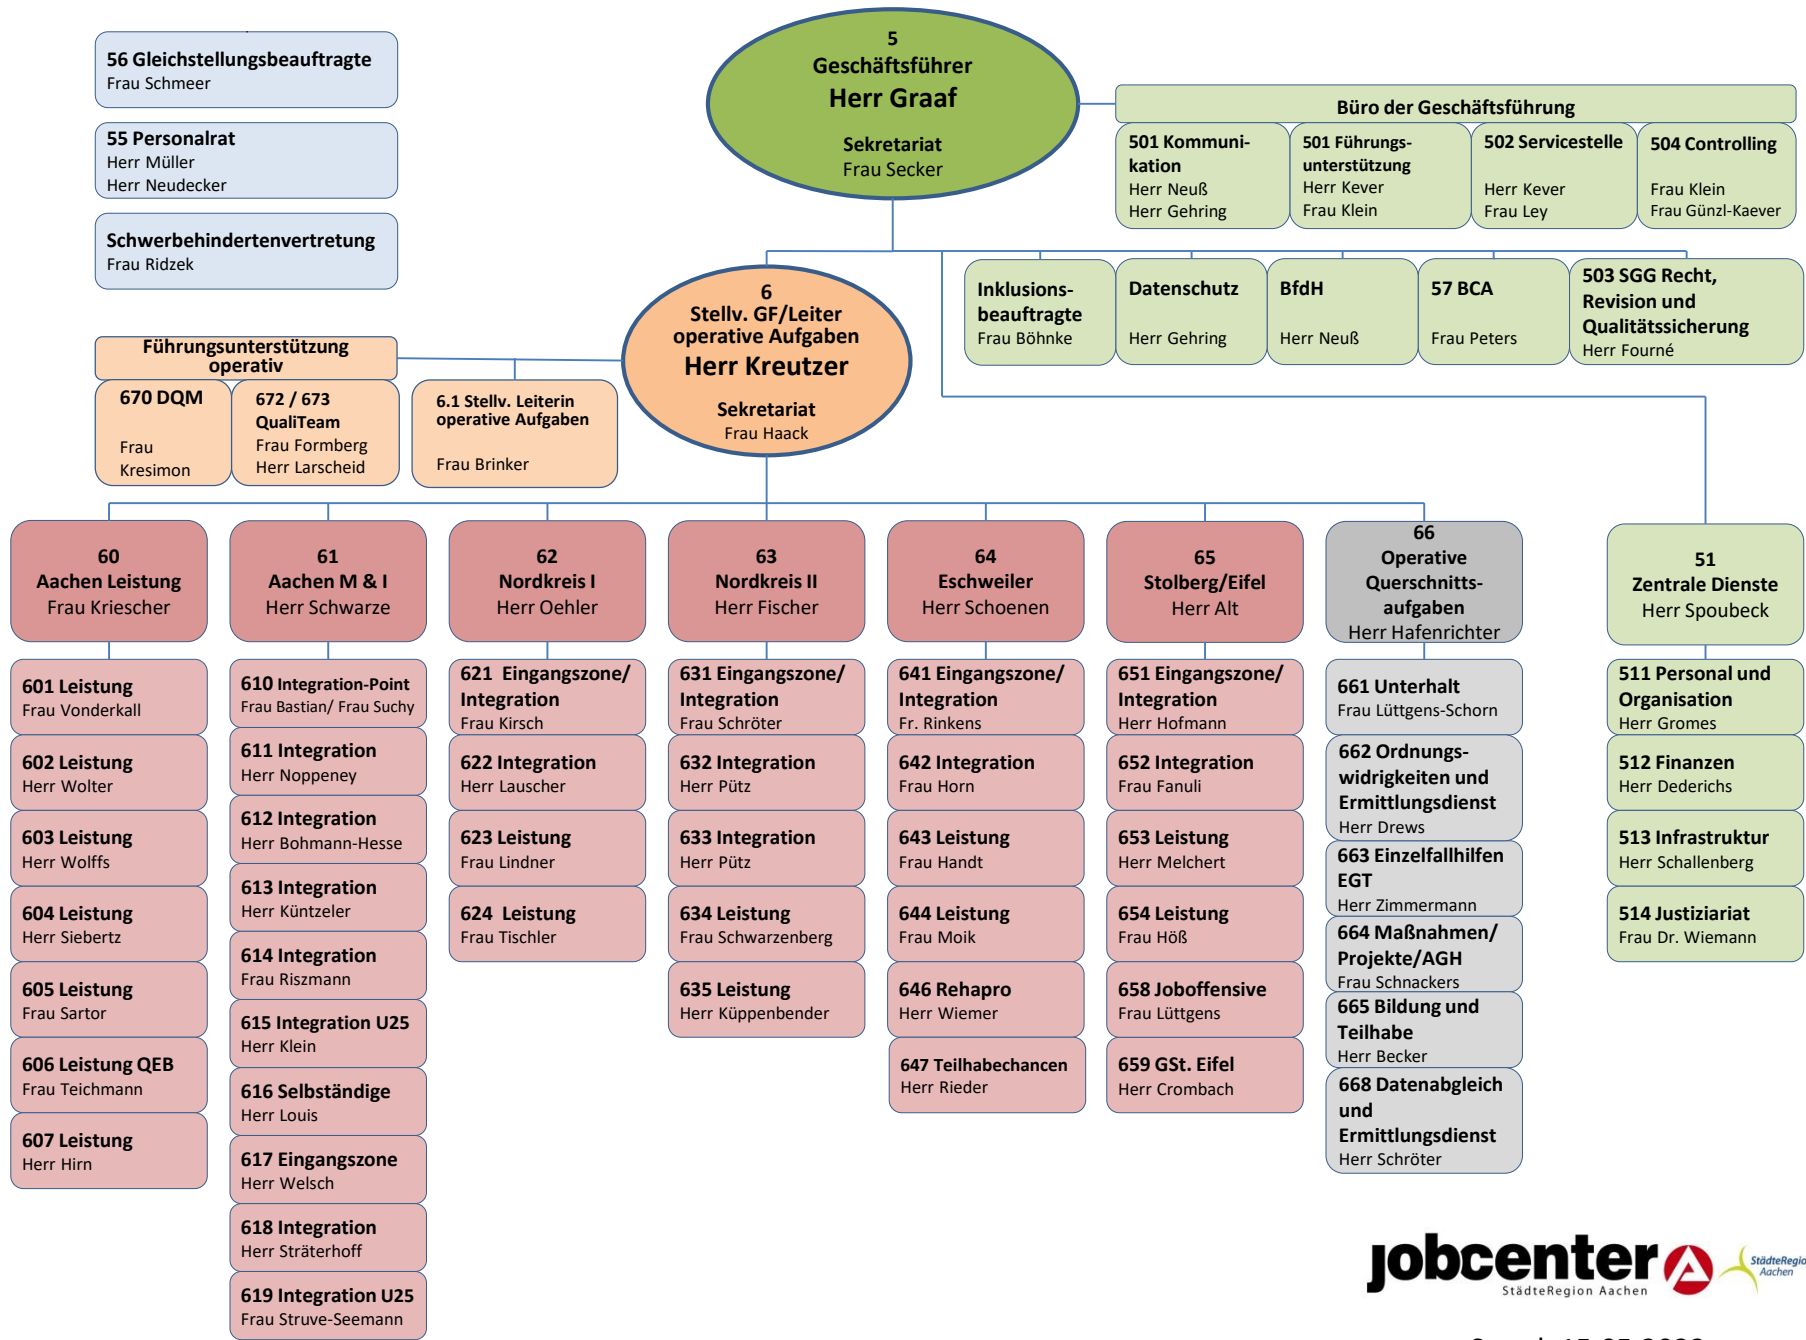 56 Gleichstellungsbeauftragte
Frau Schmeer
55 Personalrat
Herr Müller
Herr Neudecker
Schwerbehindertenvertretung
Frau Ridzek
5
Geschäftsführer
Herr Graaf
Sekretariat
Frau Secker
Büro der Geschäftsführung
501 Kommuni-
kation
Herr Neuß
Herr Gehring
501 Führungs-
unterstützung
Herr Kever
Frau Klein
502 Servicestelle
Herr Kever
Frau Ley
504 Controlling
Frau Klein
Frau Günzl-Kaever
Inklusions-
beauftragte
Frau Böhnke
Datenschutz
Herr Gehring
BfdH
Herr Neuß
57 BCA
Frau Peters
503 SGG Recht,
Revision und
Qualitätssicherung
Herr Fourné
6
Stellv. GF/Leiter
operative Aufgaben
Herr Kreutzer
Sekretariat
Frau Haack
Führungsunterstützung
operativ
670 DQM
Frau
Kresimon
672 / 673
QualiTeam
Frau Formberg
Herr Larscheid
6.1 Stellv. Leiterin
operative Aufgaben
Frau Brinker
60
Aachen Leistung
Frau Kriescher
601 Leistung
Frau Vonderkall
602 Leistung
Herr Wolter
603 Leistung
Herr Wolffs
604 Leistung
Herr Siebertz
605 Leistung
Frau Sartor
606 Leistung QEB
Frau Teichmann
607 Leistung
Herr Hirn
61
Aachen M & I
Herr Schwarze
610 Integration-Point
Frau Bastian/ Frau Suchy
611 Integration
Herr Noppeney
612 Integration
Herr Bohmann-Hesse
613 Integration
Herr Küntzeler
614 Integration
Frau Riszmann
615 Integration U25
Herr Klein
616 Selbständige
Herr Louis
617 Eingangszone
Herr Welsch
618 Integration
Herr Sträterhoff
619 Integration U25
Frau Struve-Seemann
62
Nordkreis I
Herr Oehler
621 Eingangszone/
Integration
Frau Kirsch
622 Integration
Herr Lauscher
623 Leistung
Frau Lindner
624 Leistung
Frau Tischler
63
Nordkreis II
Herr Fischer
631 Eingangszone/
Integration
Frau Schröter
632 Integration
Herr Pütz
633 Integration
Herr Pütz
634 Leistung
Frau Schwarzenberg
635 Leistung
Herr Küppenbender
64
Eschweiler
Herr Schoenen
641 Eingangszone/
Integration
Fr. Rinkens
642 Integration
Frau Horn
643 Leistung
Frau Handt
644 Leistung
Frau Moik
646 Rehapro
Herr Wiemer
647 Teilhabechancen
Herr Rieder
65
Stolberg/Eifel
Herr Alt
651 Eingangszone/
Integration
Herr Hofmann
652 Integration
Frau Fanuli
653 Leistung
Herr Melchert
654 Leistung
Frau Höß
658 Joboffensive
Frau Lüttgens
659 GSt. Eifel
Herr Crombach
66
Operative
Querschnitts-
aufgaben
Herr Hafenrichter
661 Unterhalt
Frau Lüttgens-Schorn
662 Ordnungs-
widrigkeiten und
Ermittlungsdienst
Herr Drews
663 Einzelfallhilfen
EGT
Herr Zimmermann
664 Maßnahmen/
Projekte/AGH
Frau Schnackers
665 Bildung und
Teilhabe
Herr Becker
668 Datenabgleich
und
Ermittlungsdienst
Herr Schröter
51
Zentrale Dienste
Herr Spoubeck
511 Personal und
Organisation
Herr Gromes
512 Finanzen
Herr Dederichs
513 Infrastruktur
Herr Schallenberg
514 Justiziariat
Frau Dr. Wiemann
jobcenter
StädteRegion Aachen
StädteRegio
Aachen